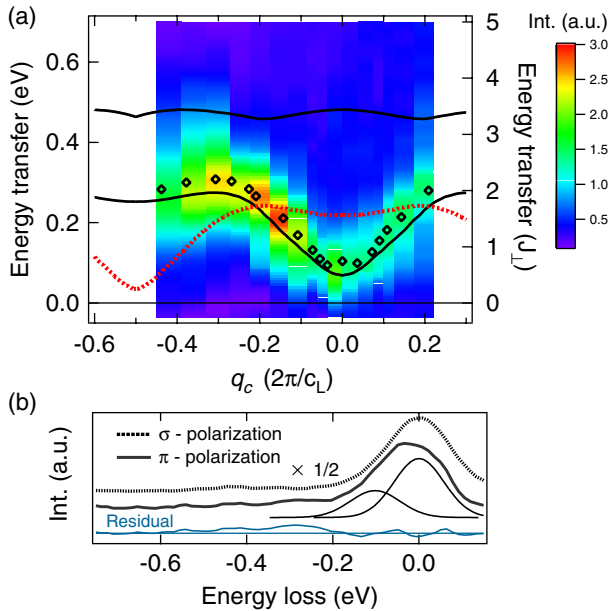 (a)
Int. (a.u.)
Energy transfer (eV)
0.6
0.4
0.2
0.0
5
4
3
2
1
0
Energy transfer (J⊥)
3.0
2.5
2.0
1.5
1.0
0.5
-0.6 -0.4 -0.2 0.0 0.2
q_c (2π/c_L)
(b)
Int. (a.u.)
σ - polarization
π - polarization
× 1/2
Residual
-0.6 -0.4 -0.2 0.0
Energy loss (eV)